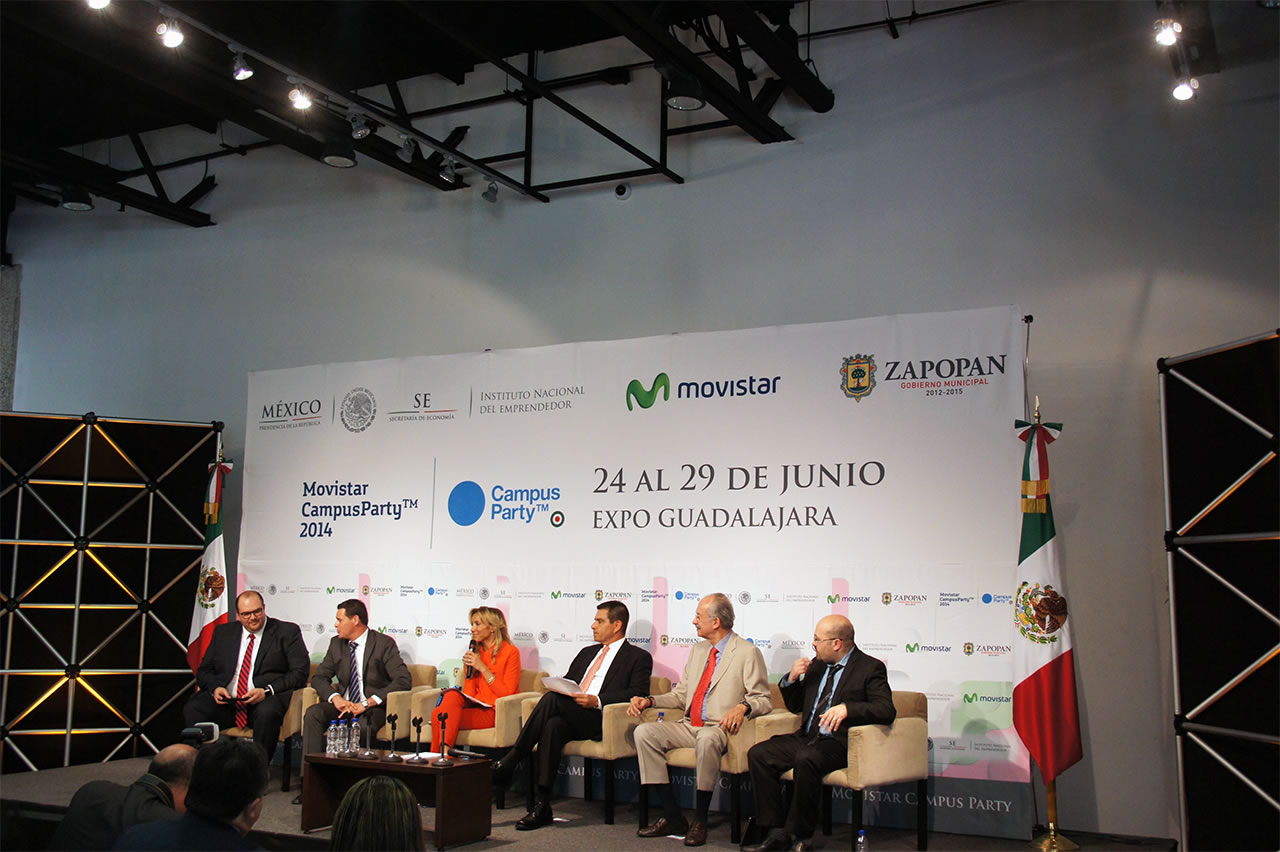 MÉXICO
PRESIDENCIA DE LA REPÚBLICA
SE
SECRETARÍA DE ECONOMÍA
INSTITUTO NACIONAL
DEL EMPRENDEDOR
movistar
ZAPOPAN
GOBIERNO MUNICIPAL
2012-2015
Movistar
CampusParty™
2014
Campus
Party™
24 AL 29 DE JUNIO
EXPO GUADALAJARA
MOVISTAR CAMPUS PARTY